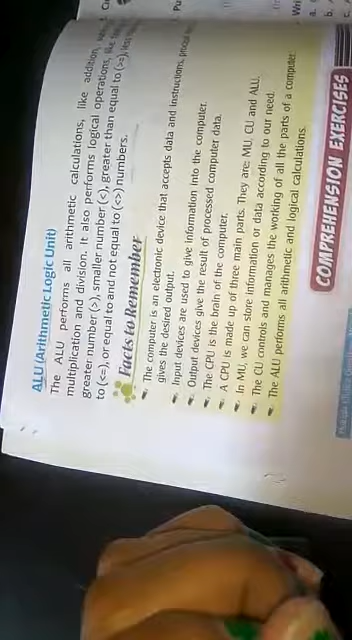 ALU (Arithmetic Logic Unit)
The ALU performs all arithmetic calculations, like addition,
multiplication and division. It also performs logical operations, like
greater number (>), smaller number (<), greater than equal to (>=), less
to (<=), or equal to and not equal to (<>) numbers.
Facts to Remember
The computer is an electronic device that accepts data and instructions,
gives the desired output.
Input devices are used to give information into the computer.
Output devices give the result of processed computer data.
The CPU is the brain of the computer.
A CPU is made up of three main parts. They are: MU, CU and ALU.
In MU, we can store information or data according to our need.
The CU controls and manages the working of all the parts of a computer.
The ALU performs all arithmetic and logical calculations.
COMPREHENSION EXERCISES
a.
b.